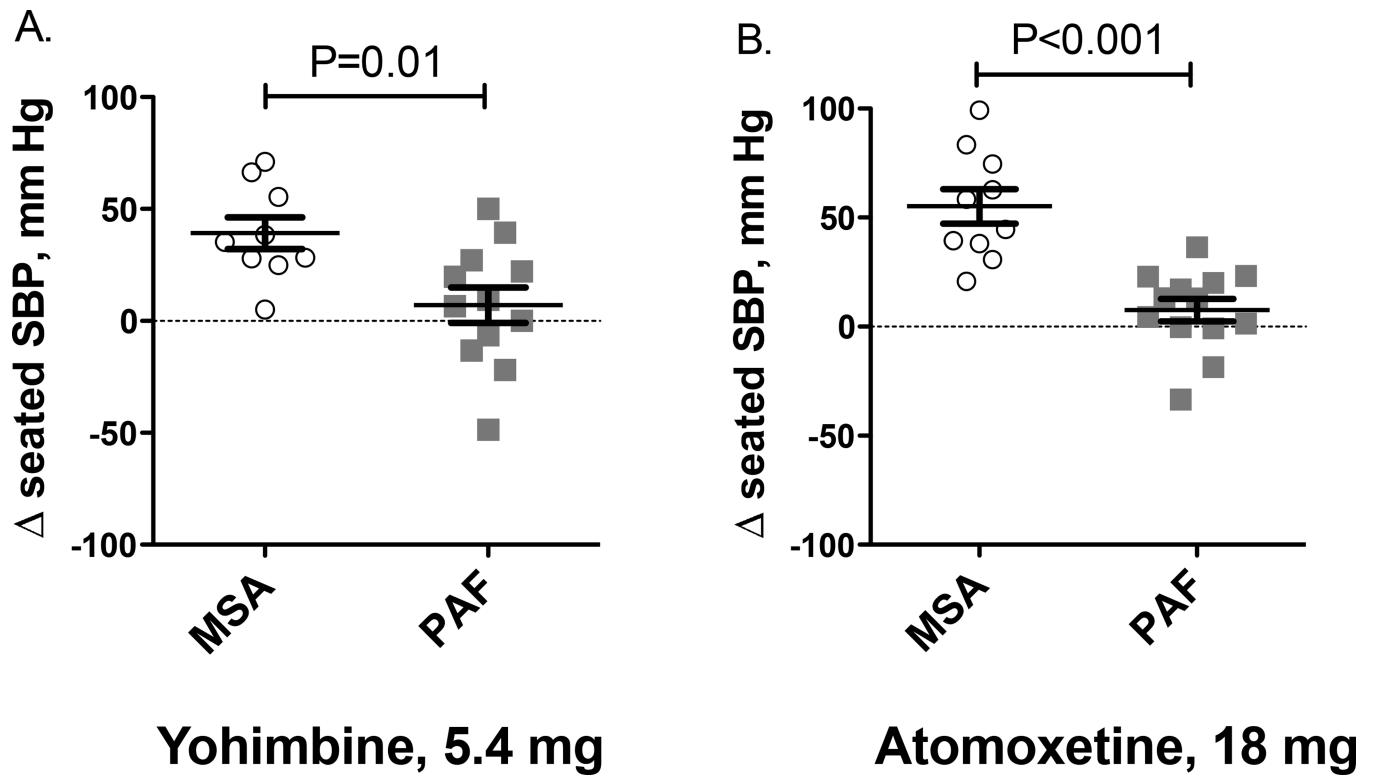 A.
P=0.01
Δ seated SBP, mm Hg
100
50
0
-50
-100
MSA
PAF
Yohimbine, 5.4 mg
B.
P<0.001
Δ seated SBP, mm Hg
100
50
0
-50
-100
MSA
PAF
Atomoxetine, 18 mg